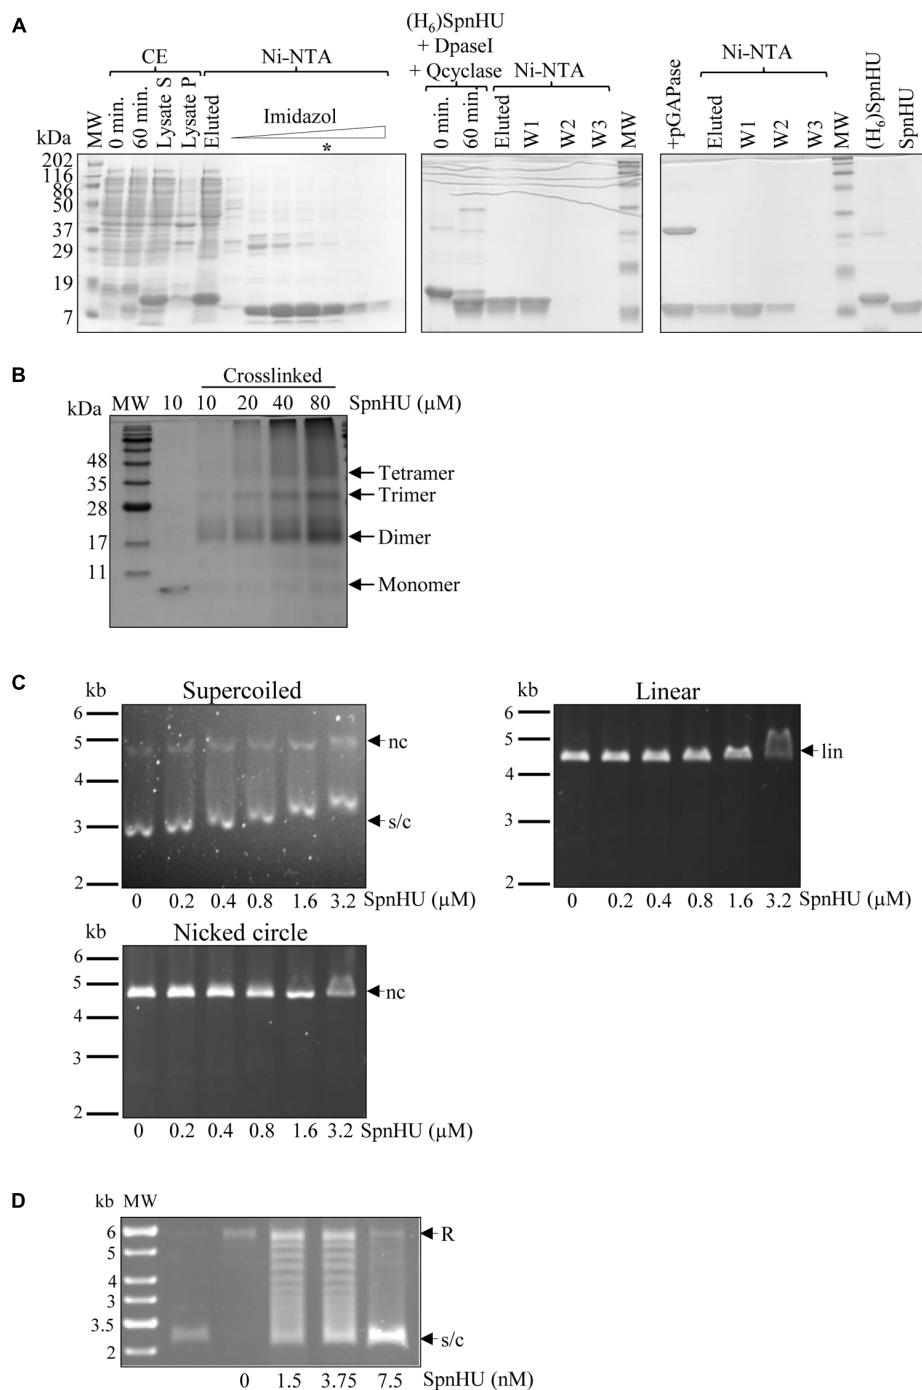 A
(H6)SpnHU
+ DpaseI
+ Qcyclase
CE
Ni-NTA
Ni-NTA
Ni-NTA
kDa
MW
0 min.
60 min.
Lysate S
Lysate P
Eluted
Imidazol
*
0 min.
60 min.
Eluted
W1
W2
W3
MW
+pGAPase
Eluted
W1
W2
W3
MW
(H6)SpnHU
SpnHU
202
116
86
50
37
29
19
7
B
Crosslinked
kDa
MW 10 10 20 40 80 SpnHU (µM)
48
35
28
17
11
Tetramer
Trimer
Dimer
Monomer
C
kb
Supercoiled
6
5
4
3
2
nc
s/c
0 0.2 0.4 0.8 1.6 3.2 SpnHU (µM)
kb
Linear
6
5
4
3
2
lin
0 0.2 0.4 0.8 1.6 3.2 SpnHU (µM)
kb
Nicked circle
6
5
4
3
2
nc
0 0.2 0.4 0.8 1.6 3.2 SpnHU (µM)
D
kb MW
6
5
4
3
3.5
2
R
s/c
0 1.5 3.75 7.5 SpnHU (nM)